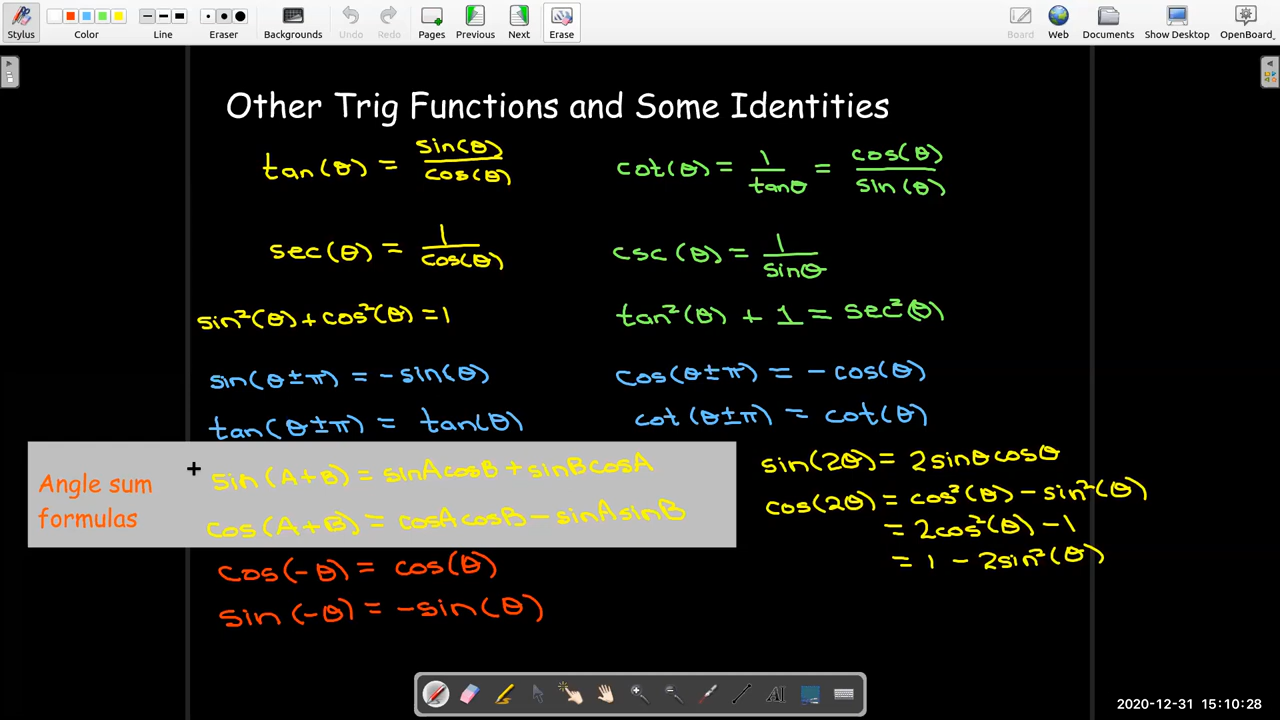 Stylus Color Line Eraser Backgrounds Undo Redo Pages Previous Next Erase Board Web Documents Show Desktop OpenBoard
Other Trig Functions and Some Identities
tan(θ) = sin(θ)/cos(θ)
cot(θ) = 1/tanθ = cos(θ)/sin(θ)
sec(θ) = 1/cos(θ)
csc(θ) = 1/sinθ
sin²(θ) + cos²(θ) = 1
tan²(θ) + 1 = sec²(θ)
sin(θ±π) = -sin(θ)
cos(θ±π) = -cos(θ)
tan(θ±π) = tan(θ)
cot(θ±π) = cot(θ)
Angle sum
formulas
sin(A+B) = sinAcosB + sinBcosA
cos(A+B) = cosAcosB - sinAsinB
sin(2θ) = 2sinθcosθ
cos(2θ) = cos²(θ) - sin²(θ)
= 2cos²(θ) - 1
= 1 - 2sin²(θ)
cos(-θ) = cos(θ)
sin(-θ) = -sin(θ)
AI
2020-12-31 15:10:28